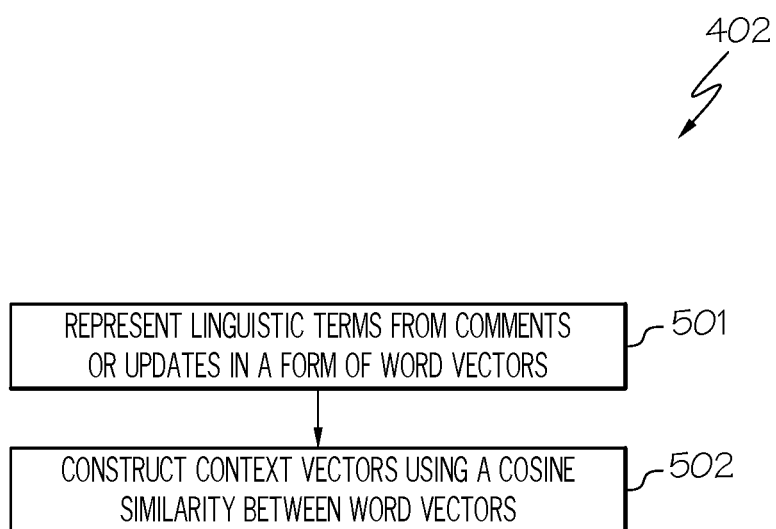 402
REPRESENT LINGUISTIC TERMS FROM COMMENTS
OR UPDATES IN A FORM OF WORD VECTORS
501
CONSTRUCT CONTEXT VECTORS USING A COSINE
SIMILARITY BETWEEN WORD VECTORS
502